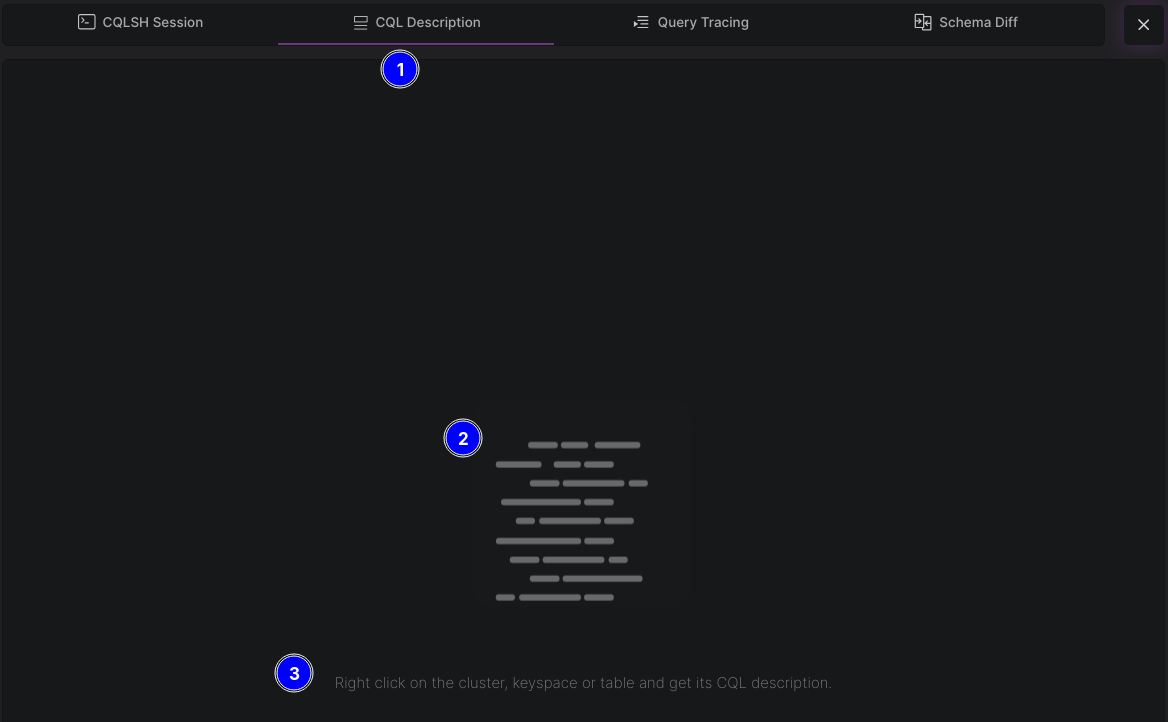 CQLSH Session CQL Description Query Tracing Schema Diff
1
2
3 Right click on the cluster, keyspace or table and get its CQL description.